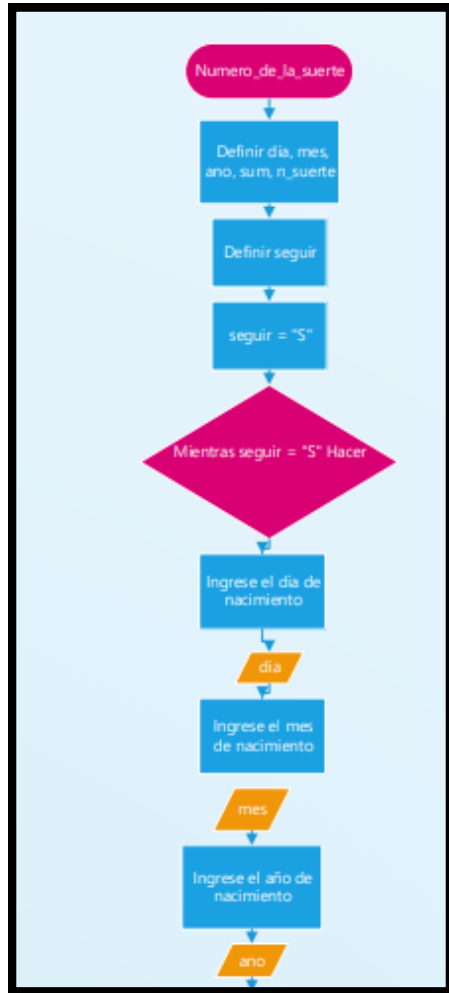 Numero_de_la_suerte
Definir dia, mes,
ano, sum, n_suerte
Definir seguir
seguir = "S"
Mientras seguir = "S" Hacer
Ingrese el día de
nacimiento
dia
Ingrese el mes
de nacimiento
mes
Ingrese el año de
nacimiento
ano